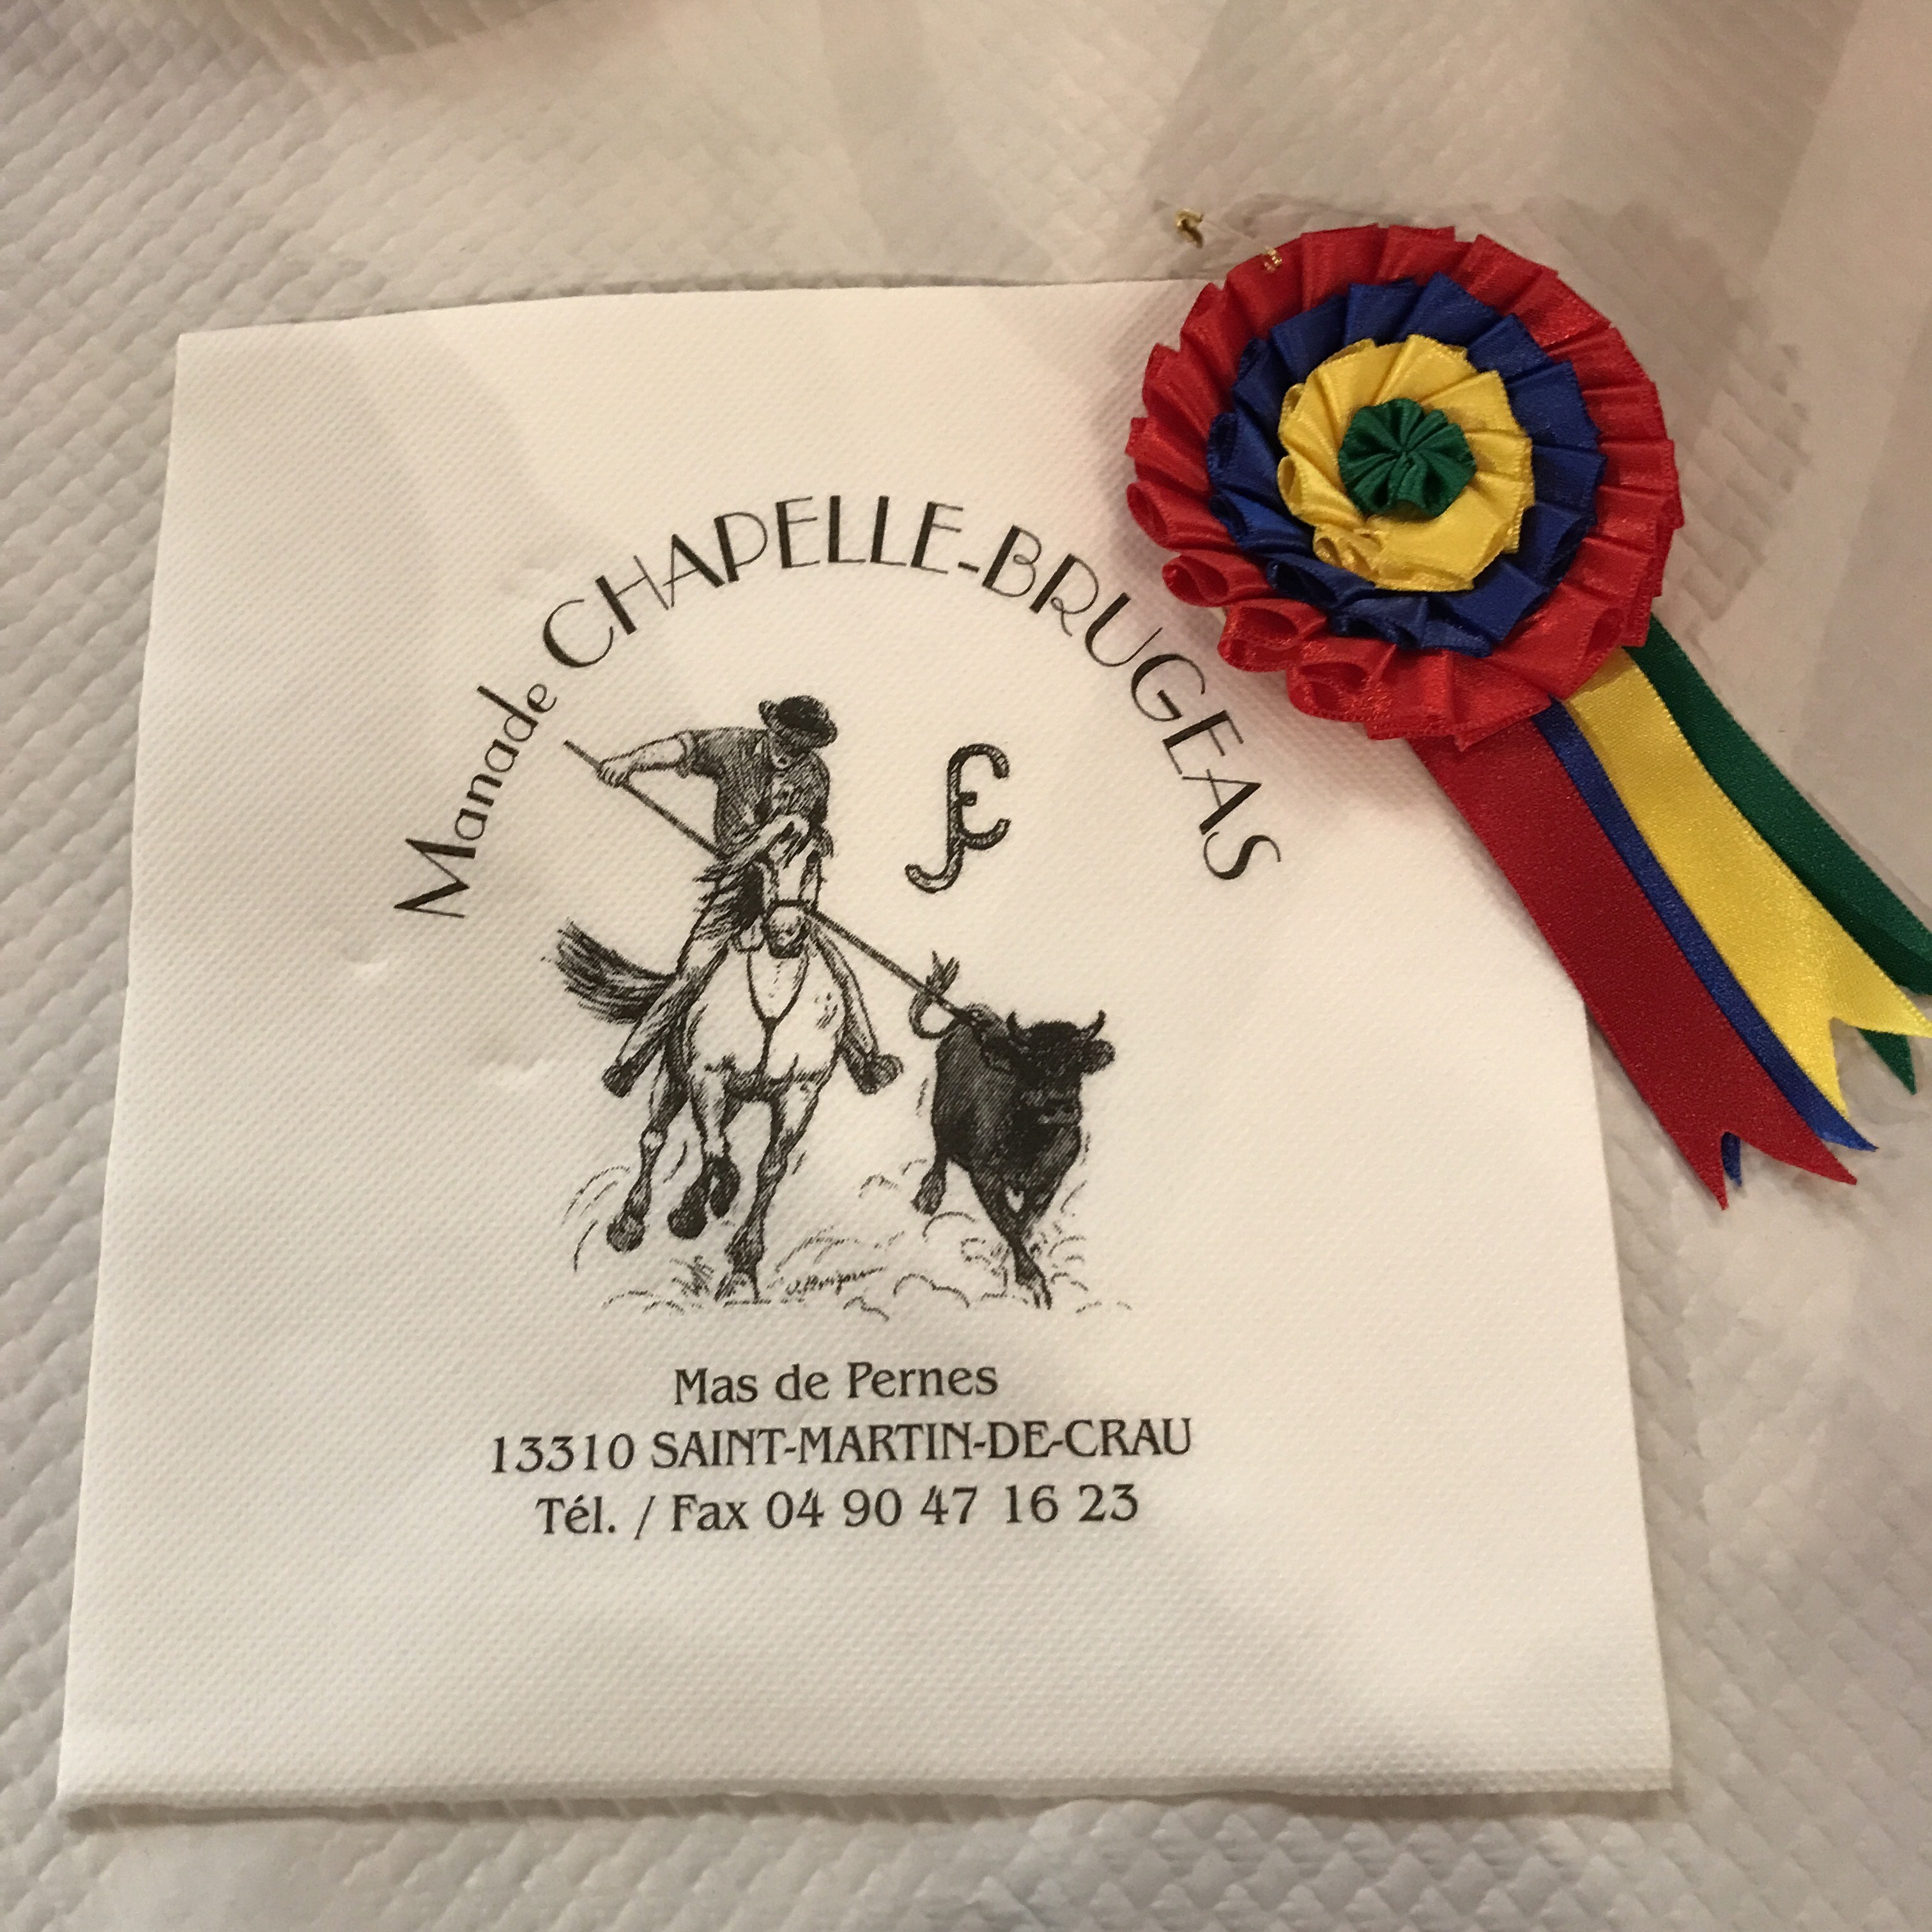 Manade CHAPELLE-BRUGEAS
Mas de Pernes
13310 SAINT-MARTIN-DE-CRAU
Tél. / Fax 04 90 47 16 23